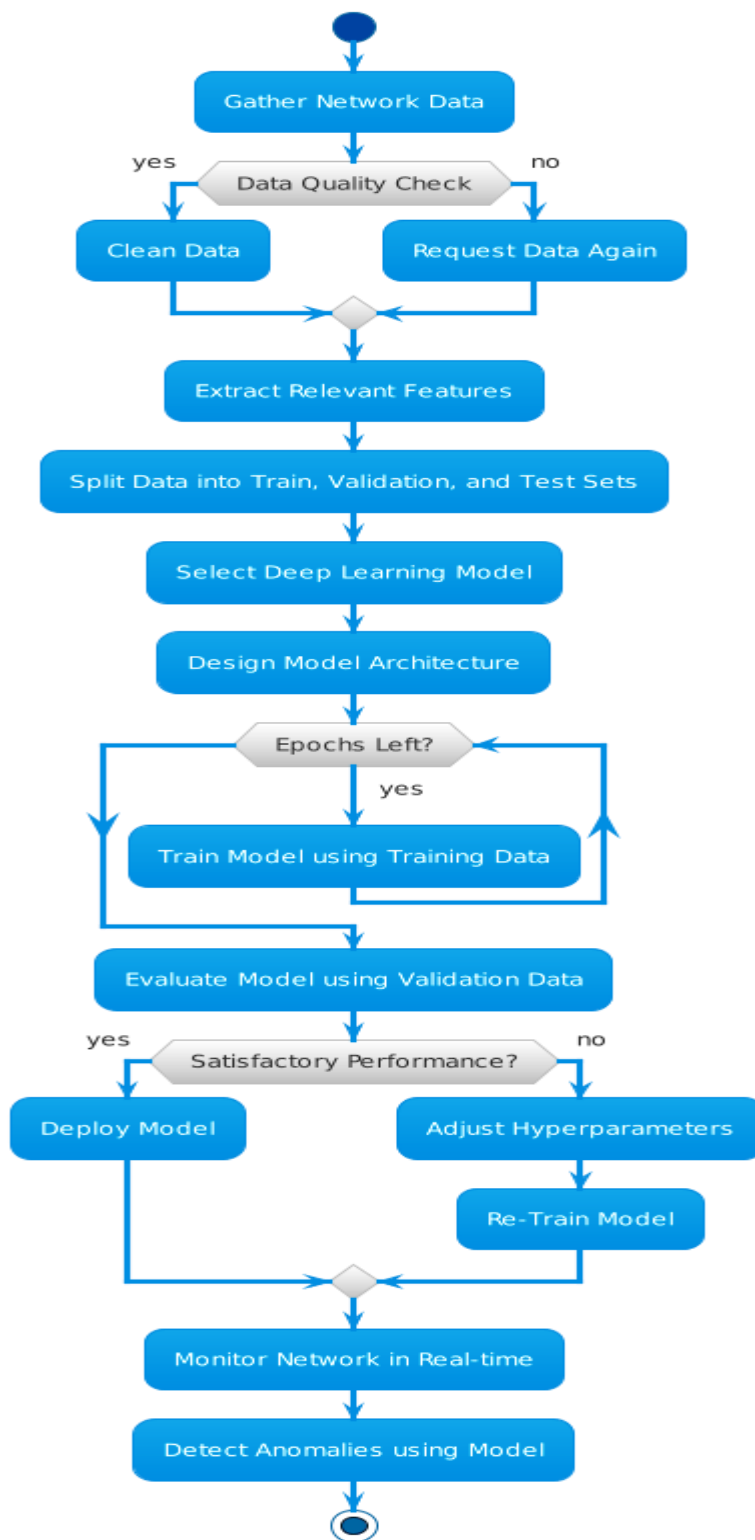 Gather Network Data
yes
no
Data Quality Check
Clean Data
Request Data Again
Extract Relevant Features
Split Data into Train, Validation, and Test Sets
Select Deep Learning Model
Design Model Architecture
Epochs Left?
yes
Train Model using Training Data
Evaluate Model using Validation Data
yes
no
Satisfactory Performance?
Deploy Model
Adjust Hyperparameters
Re-Train Model
Monitor Network in Real-time
Detect Anomalies using Model